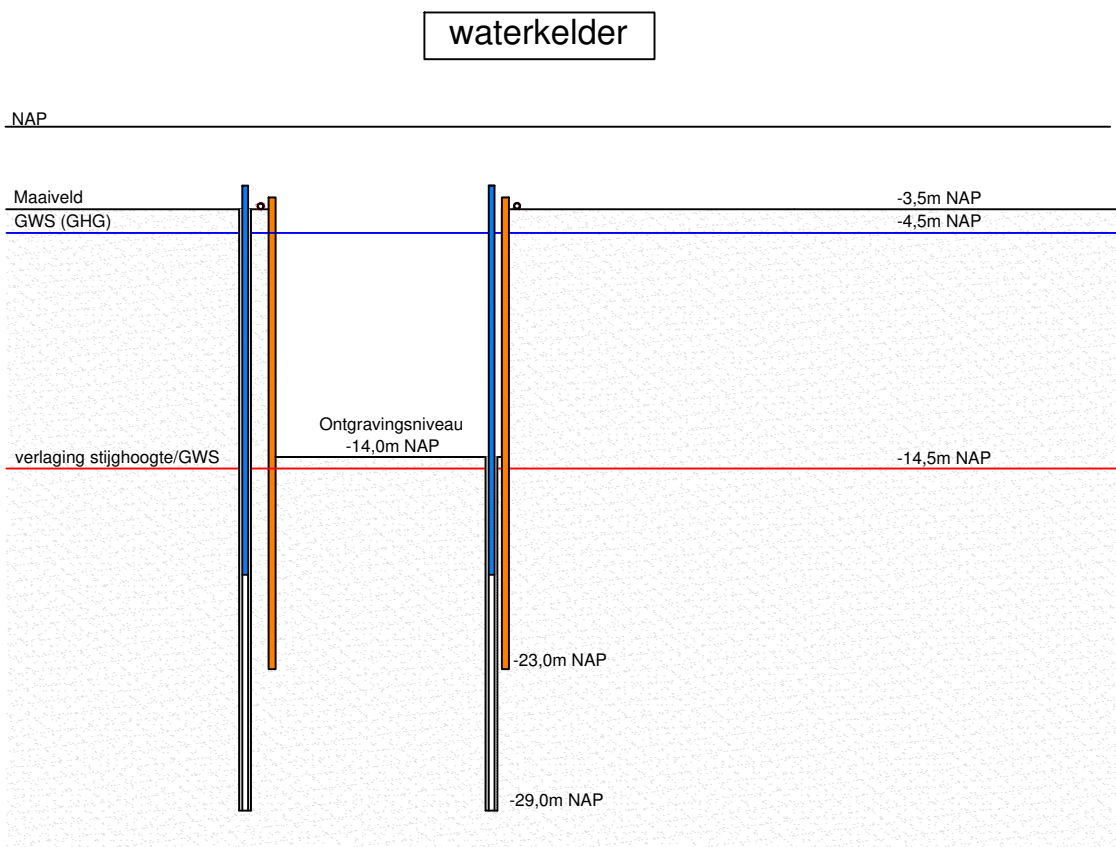 waterkelder
NAP
Maaiveld
-3,5m NAP
GWS (GHG)
-4,5m NAP
Ontgravingsniveau
-14,0m NAP
verlaging stijghoogte/GWS
-14,5m NAP
-23,0m NAP
-29,0m NAP